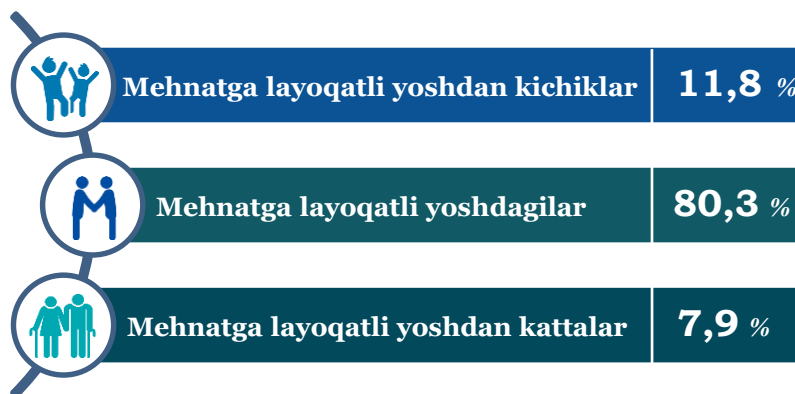 Mehnatga layoqatli yoshdan kichiklar 11,8 %
Mehnatga layoqatli yoshdagilar 80,3 %
Mehnatga layoqatli yoshdan kattalar 7,9 %